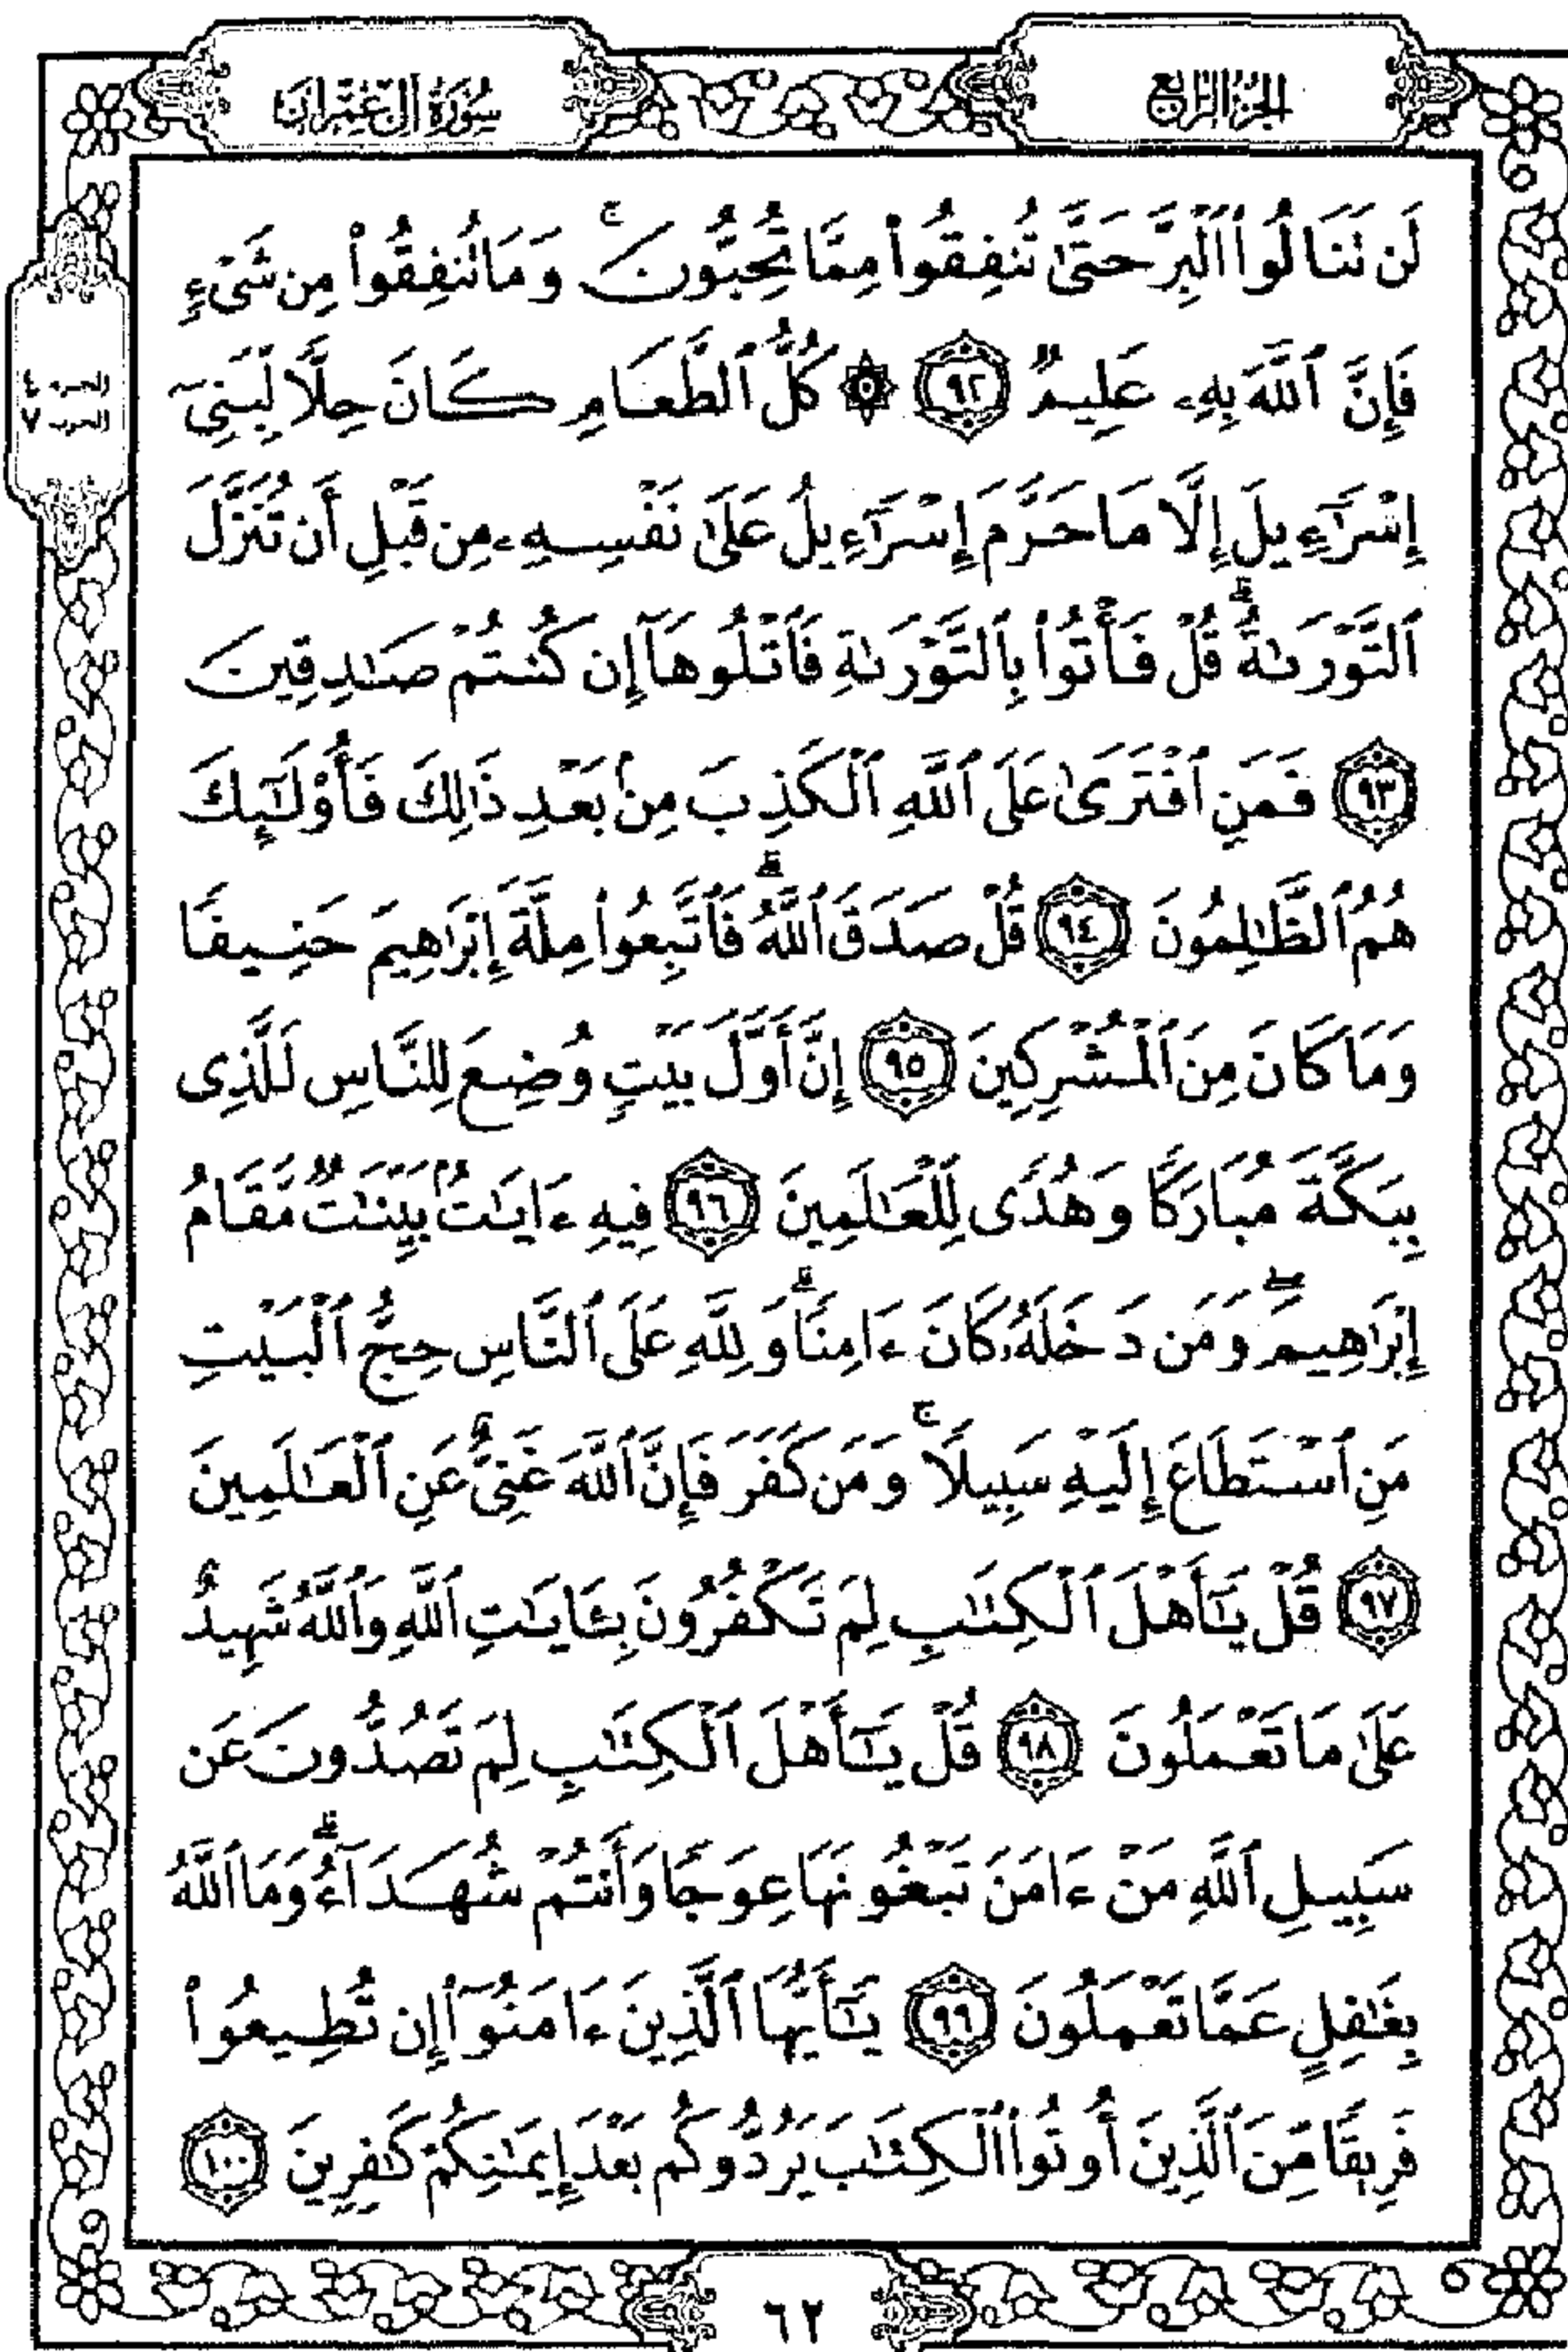 الجزء الرابع
سورة آل عمران
لَن تَنَالُوا۟ ٱلْبِرَّ حَتَّىٰ تُنفِقُوا۟ مِمَّا تُحِبُّونَ ۚ وَمَا تُنفِقُوا۟ مِن شَىْءٍ
فَإِنَّ ٱللَّهَ بِهِۦ عَلِيمٌ ﴿٩٢﴾ ۞ كُلُّ ٱلطَّعَامِ كَانَ حِلًّا لِّبَنِىٓ
الجزء ٤
الحزب ٧
إِسْرَٰٓءِيلَ إِلَّا مَا حَرَّمَ إِسْرَٰٓءِيلُ عَلَىٰ نَفْسِهِۦ مِن قَبْلِ أَن تُنَزَّلَ
ٱلتَّوْرَىٰةُ ۗ قُلْ فَأْتُوا۟ بِٱلتَّوْرَىٰةِ فَٱتْلُوهَآ إِن كُنتُمْ صَـٰدِقِينَ
﴿٩٣﴾ فَمَنِ ٱفْتَرَىٰ عَلَى ٱللَّهِ ٱلْكَذِبَ مِنۢ بَعْدِ ذَٰلِكَ فَأُو۟لَـٰٓئِكَ
هُمُ ٱلظَّـٰلِمُونَ ﴿٩٤﴾ قُلْ صَدَقَ ٱللَّهُ ۗ فَٱتَّبِعُوا۟ مِلَّةَ إِبْرَٰهِيمَ حَنِيفًا
وَمَا كَانَ مِنَ ٱلْمُشْرِكِينَ ﴿٩٥﴾ إِنَّ أَوَّلَ بَيْتٍ وُضِعَ لِلنَّاسِ لَلَّذِى
بِبَكَّةَ مُبَارَكًا وَهُدًى لِّلْعَـٰلَمِينَ ﴿٩٦﴾ فِيهِ ءَايَـٰتٌۢ بَيِّنَـٰتٌ مَّقَامُ
إِبْرَٰهِيمَ ۖ وَمَن دَخَلَهُۥ كَانَ ءَامِنًا ۗ وَلِلَّهِ عَلَى ٱلنَّاسِ حِجُّ ٱلْبَيْتِ
مَنِ ٱسْتَطَاعَ إِلَيْهِ سَبِيلًا ۚ وَمَن كَفَرَ فَإِنَّ ٱللَّهَ غَنِىٌّ عَنِ ٱلْعَـٰلَمِينَ
﴿٩٧﴾ قُلْ يَـٰٓأَهْلَ ٱلْكِتَـٰبِ لِمَ تَكْفُرُونَ بِـَٔايَـٰتِ ٱللَّهِ وَٱللَّهُ شَهِيدٌ
عَلَىٰ مَا تَعْمَلُونَ ﴿٩٨﴾ قُلْ يَـٰٓأَهْلَ ٱلْكِتَـٰبِ لِمَ تَصُدُّونَ عَن
سَبِيلِ ٱللَّهِ مَنْ ءَامَنَ تَبْغُونَهَا عِوَجًا وَأَنتُمْ شُهَدَآءُ ۗ وَمَا ٱللَّهُ
بِغَـٰفِلٍ عَمَّا تَعْمَلُونَ ﴿٩٩﴾ يَـٰٓأَيُّهَا ٱلَّذِينَ ءَامَنُوٓا۟ إِن تُطِيعُوا۟
فَرِيقًا مِّنَ ٱلَّذِينَ أُوتُوا۟ ٱلْكِتَـٰبَ يَرُدُّوكُم بَعْدَ إِيمَـٰنِكُمْ كَـٰفِرِينَ ﴿١٠٠﴾
٦٢